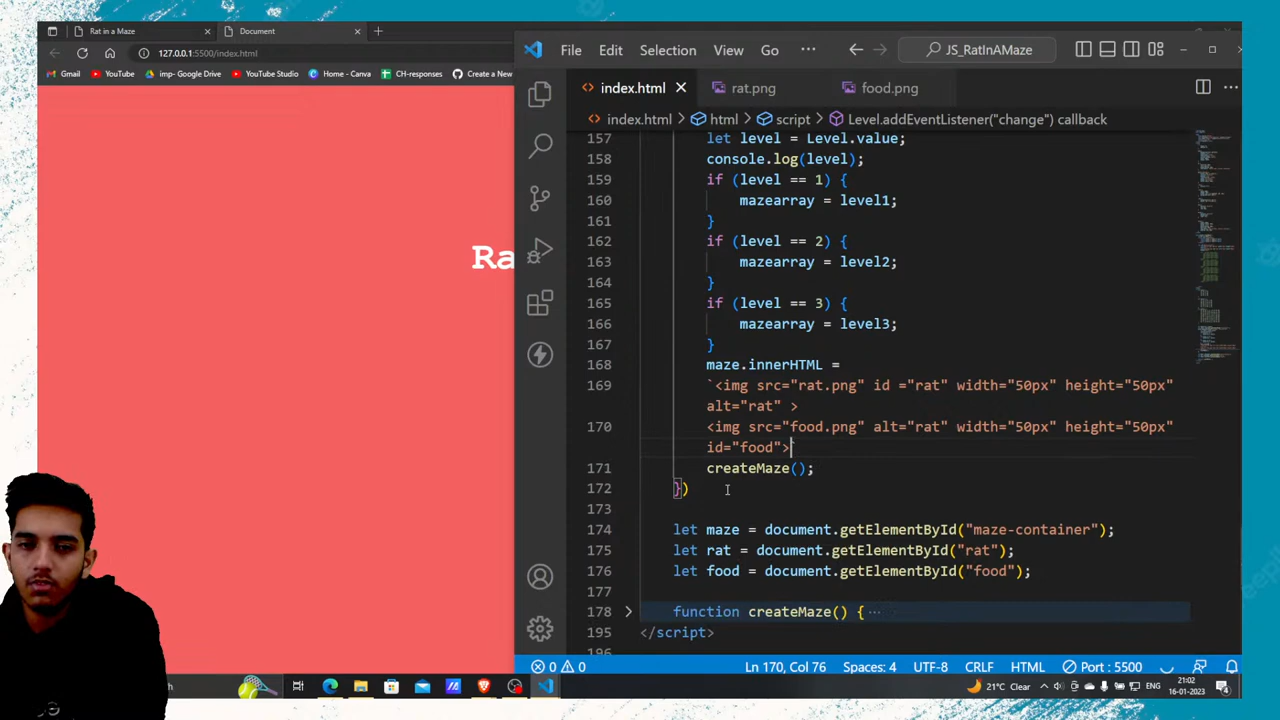 Rat in a Maze
Document
127.0.0.1:5500/index.html
Gmail YouTube imp- Google Drive YouTube Studio Home - Canva CH-responses Create a New
Ra
File Edit Selection View Go ··· JS_RatInAMaze
index.html rat.png food.png
index.html > html > script > Level.addEventListener("change") callback
157 let level = Level.value;
158 console.log(level);
159 if (level == 1) {
160 mazearray = level1;
161 }
162 if (level == 2) {
163 mazearray = level2;
164 }
165 if (level == 3) {
166 mazearray = level3;
167 }
168 maze.innerHTML =
169 `<img src="rat.png" id ="rat" width="50px" height="50px"
alt="rat" >
170 <img src="food.png" alt="rat" width="50px" height="50px"
id="food">`
171 createMaze();
172 })
173
174 let maze = document.getElementById("maze-container");
175 let rat = document.getElementById("rat");
176 let food = document.getElementById("food");
177
178 function createMaze() { ···
195 </script>
196
0 0 Ln 170, Col 76 Spaces: 4 UTF-8 CRLF HTML Port : 5500
h 21°C Clear ENG 21:02
16-01-2023 4